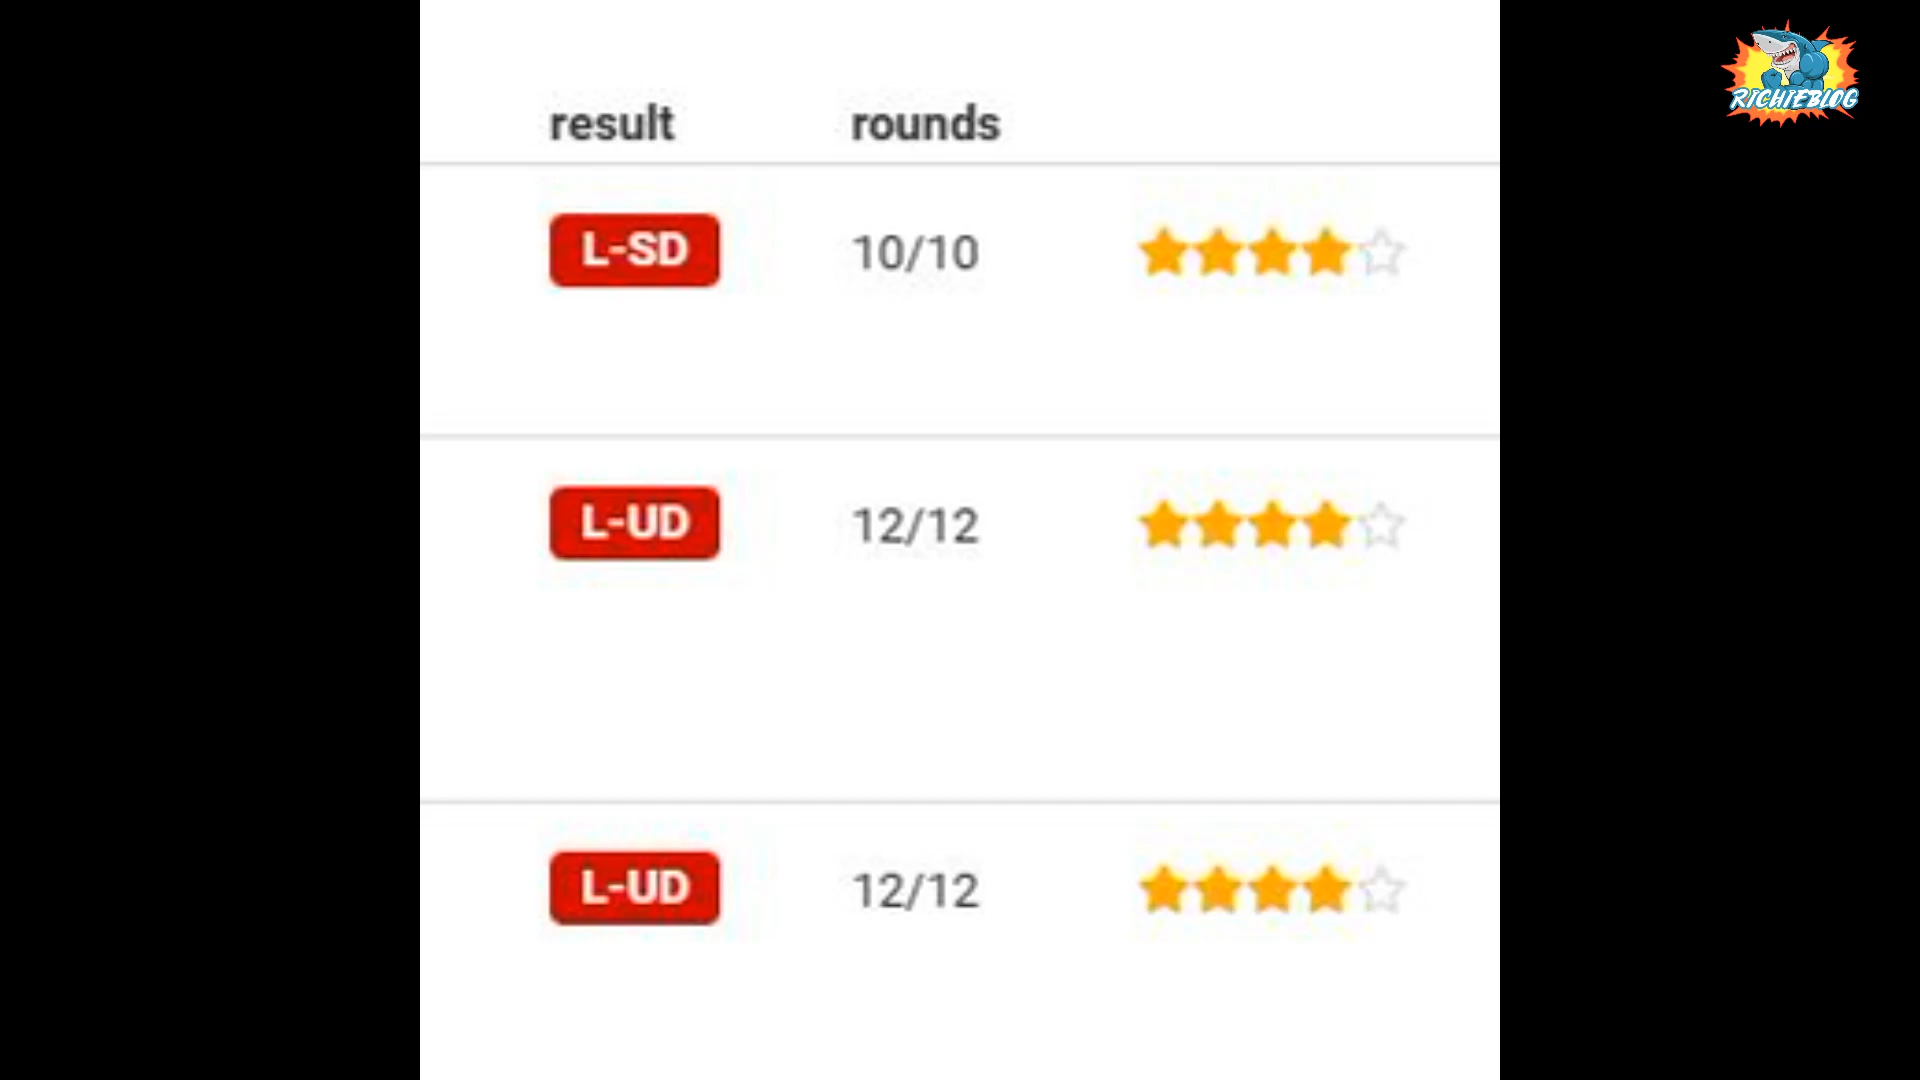 RICHIEBLOG
result rounds
L-SD 10/10
L-UD 12/12
L-UD 12/12